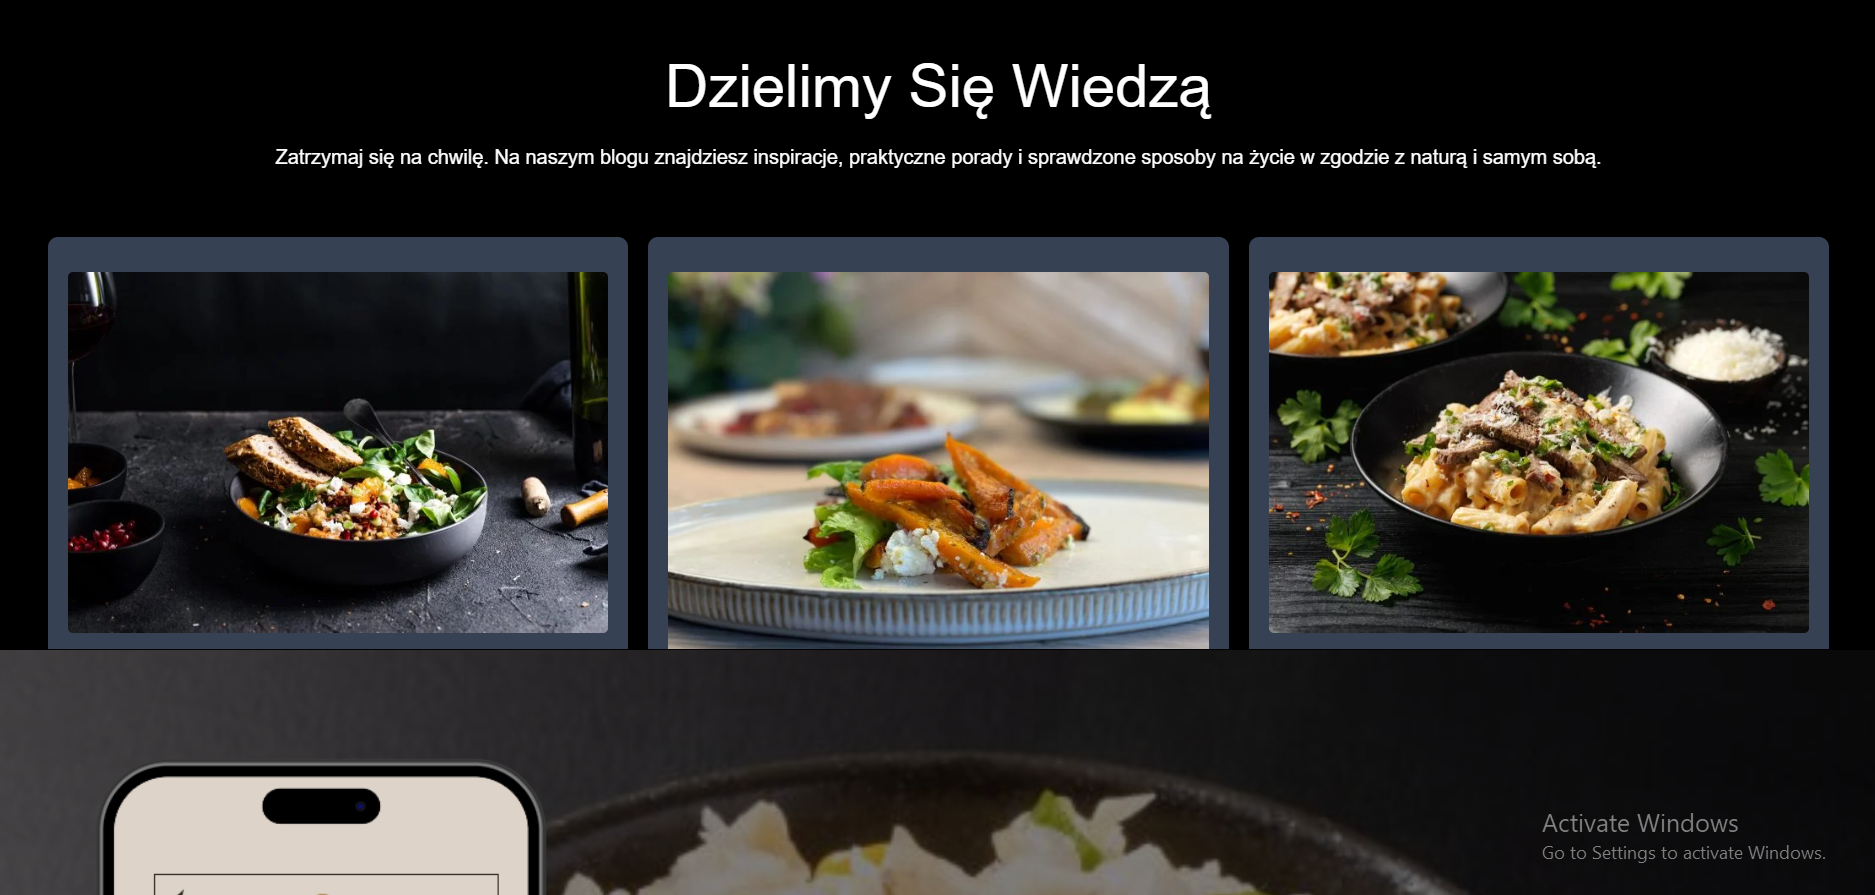 Dzielimy Się Wiedzą
Zatrzymaj się na chwilę. Na naszym blogu znajdziesz inspiracje, praktyczne porady i sprawdzone sposoby na życie w zgodzie z naturą i samym sobą.
Activate Windows
Go to Settings to activate Windows.